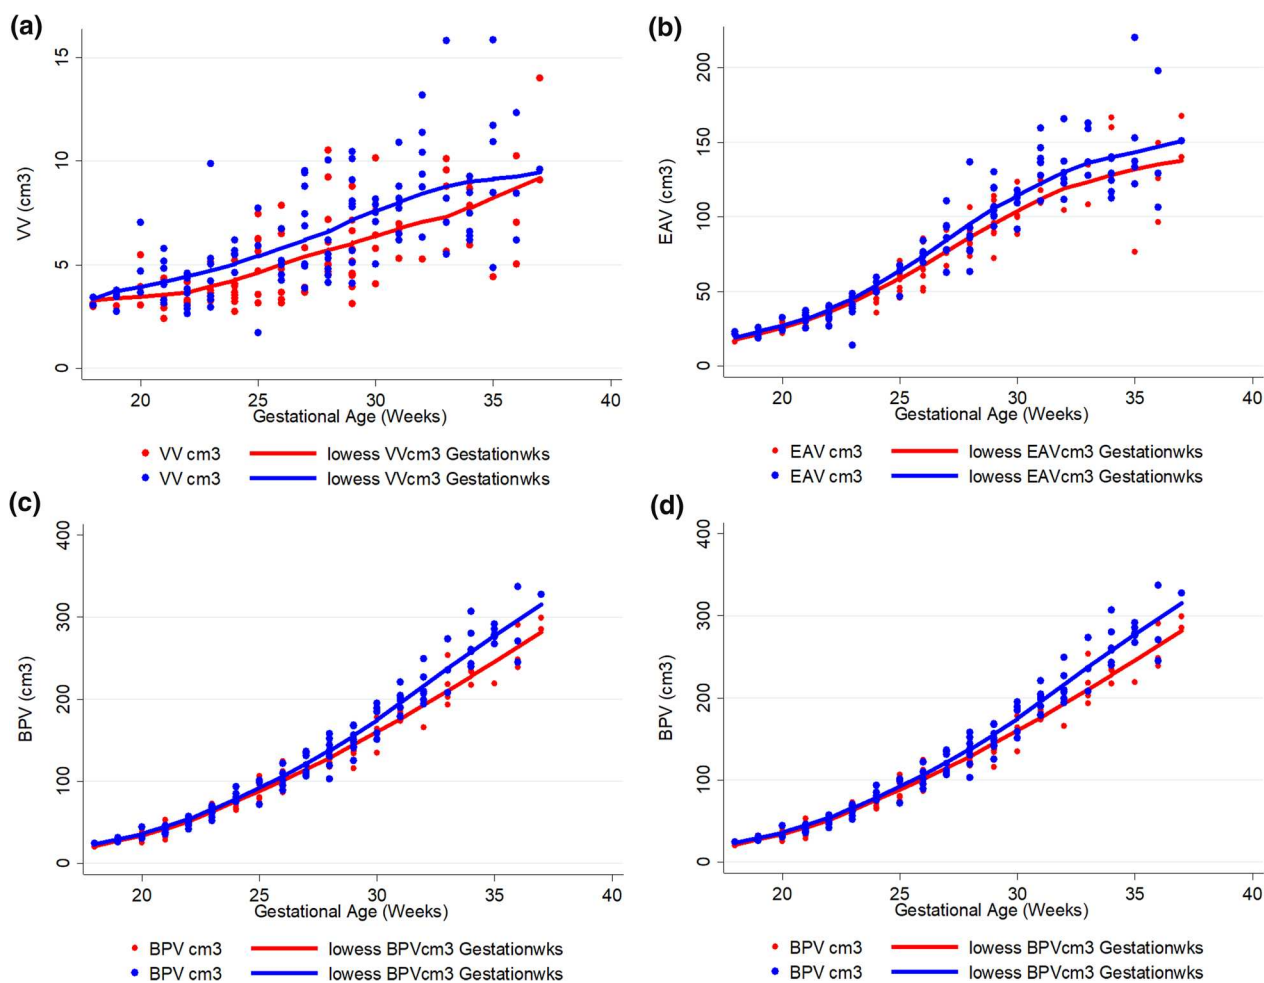 (a)
VV (cm3)
15
10
5
0
20 25 30 35 40
Gestational Age (Weeks)
VV cm3 lowess VVcm3 Gestationwks
VV cm3 lowess VVcm3 Gestationwks
(b)
EAV (cm3)
200
150
100
50
0
20 25 30 35 40
Gestational Age (Weeks)
EAV cm3 lowess EAVcm3 Gestationwks
EAV cm3 lowess EAVcm3 Gestationwks
(c)
BPV (cm3)
400
300
200
100
0
20 25 30 35 40
Gestational Age (Weeks)
BPV cm3 lowess BPVcm3 Gestationwks
BPV cm3 lowess BPVcm3 Gestationwks
(d)
BPV (cm3)
400
300
200
100
0
20 25 30 35 40
Gestational Age (Weeks)
BPV cm3 lowess BPVcm3 Gestationwks
BPV cm3 lowess BPVcm3 Gestationwks